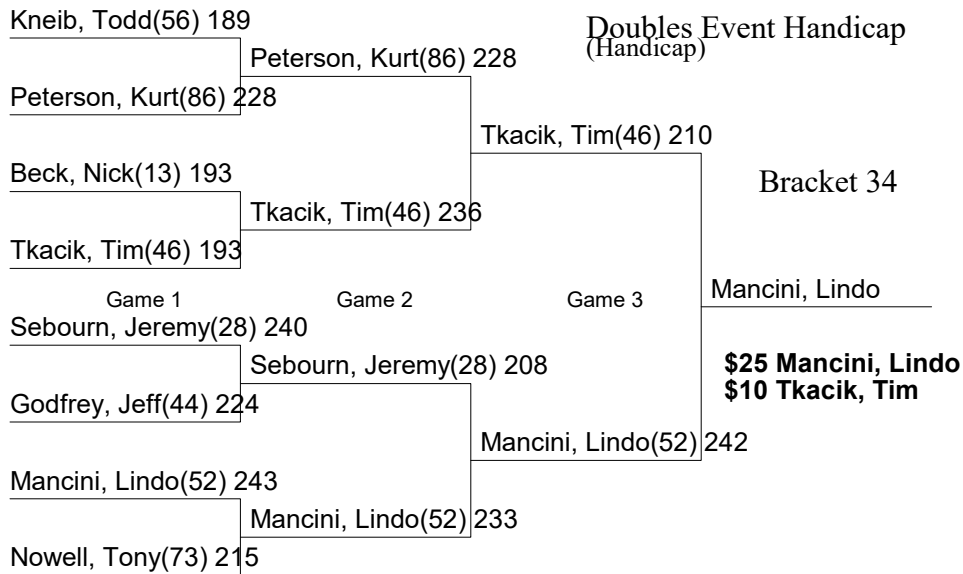 Kneib, Todd(56) 189
Doubles Event Handicap
(Handicap)
Peterson, Kurt(86) 228
Peterson, Kurt(86) 228
Tkacik, Tim(46) 210
Beck, Nick(13) 193
Bracket 34
Tkacik, Tim(46) 236
Tkacik, Tim(46) 193
Game 1
Game 2
Game 3
Mancini, Lindo
Sebourn, Jeremy(28) 240
Sebourn, Jeremy(28) 208
$25 Mancini, Lindo
$10 Tkacik, Tim
Godfrey, Jeff(44) 224
Mancini, Lindo(52) 242
Mancini, Lindo(52) 243
Mancini, Lindo(52) 233
Nowell, Tony(73) 215